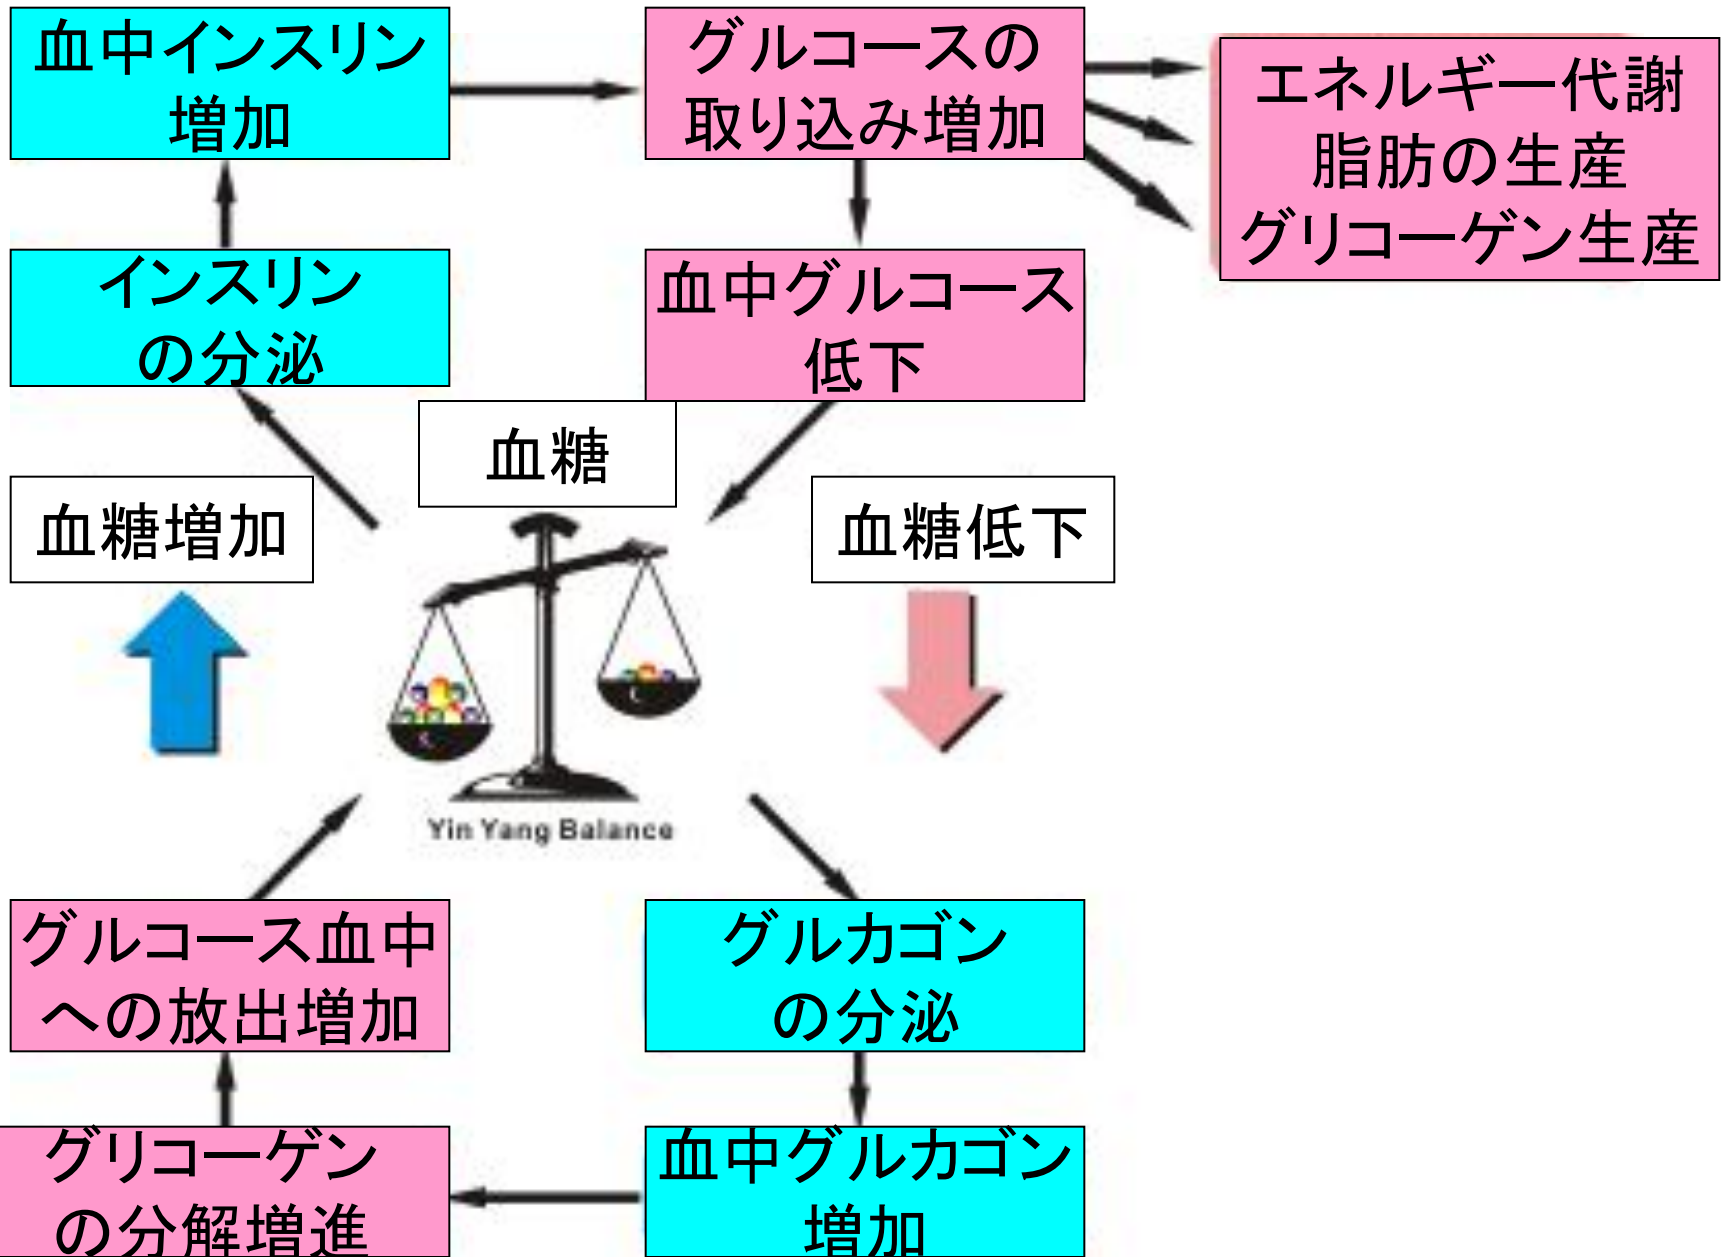 血中インスリン
増加
グルコースの
取り込み増加
エネルギー代謝
脂肪の生産
グリコーゲン生産
インスリン
の分泌
血中グルコース
低下
血糖
血糖増加
血糖低下
Yin Yang Balance
グルコース血中
への放出増加
グルカゴン
の分泌
グリコーゲン
の分解増進
血中グルカゴン
増加